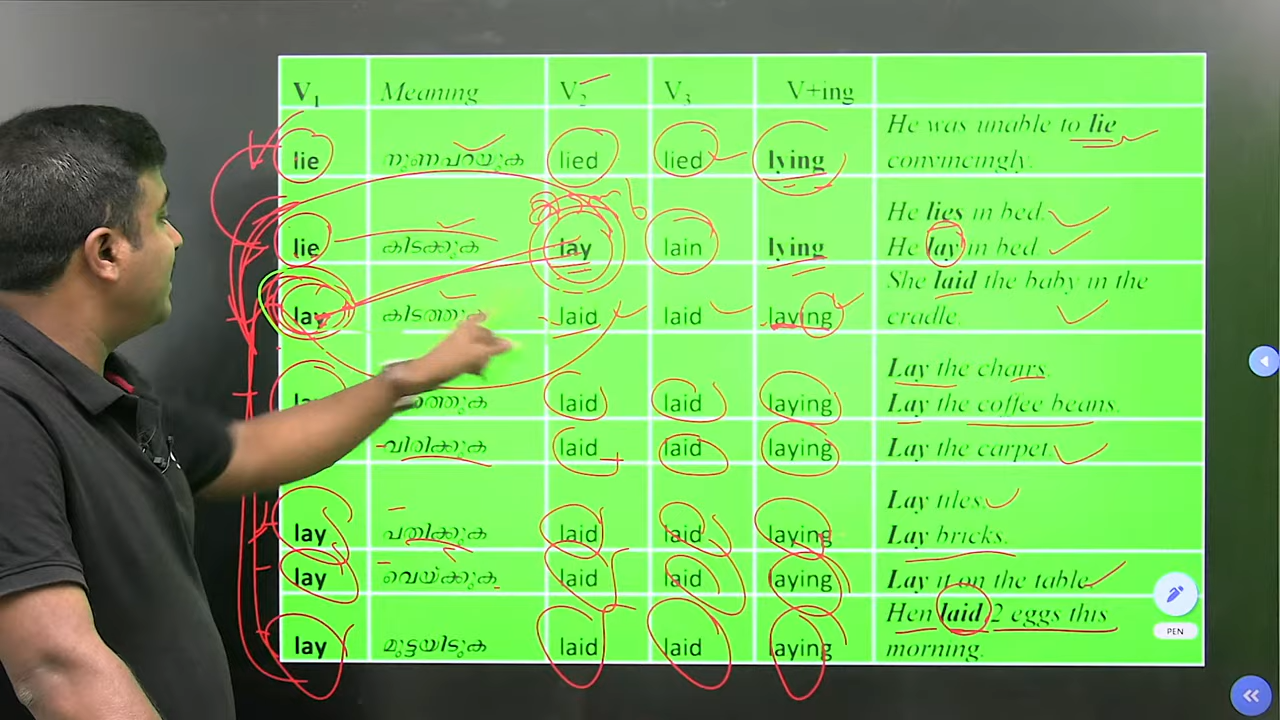 V1 Meaning V2 V3 V+ing
lie നുണപറയുക lied lied lying He was unable to lie
convincingly.
lie കിടക്കുക lay lain lying He lies in bed.
He lay in bed.
lay കിടത്തുക laid laid laying She laid the baby in the
cradle.
laid laid laying Lay the chairs.
Lay the coffee beans.
വിരിക്കുക laid laid laying Lay the carpet
lay പതിക്കുക laid laid laying Lay tiles
Lay bricks.
lay വെയ്ക്കുക laid laid laying Lay it on the table
lay മുട്ടയിടുക laid laid laying Hen laid 2 eggs this
morning.
PEN